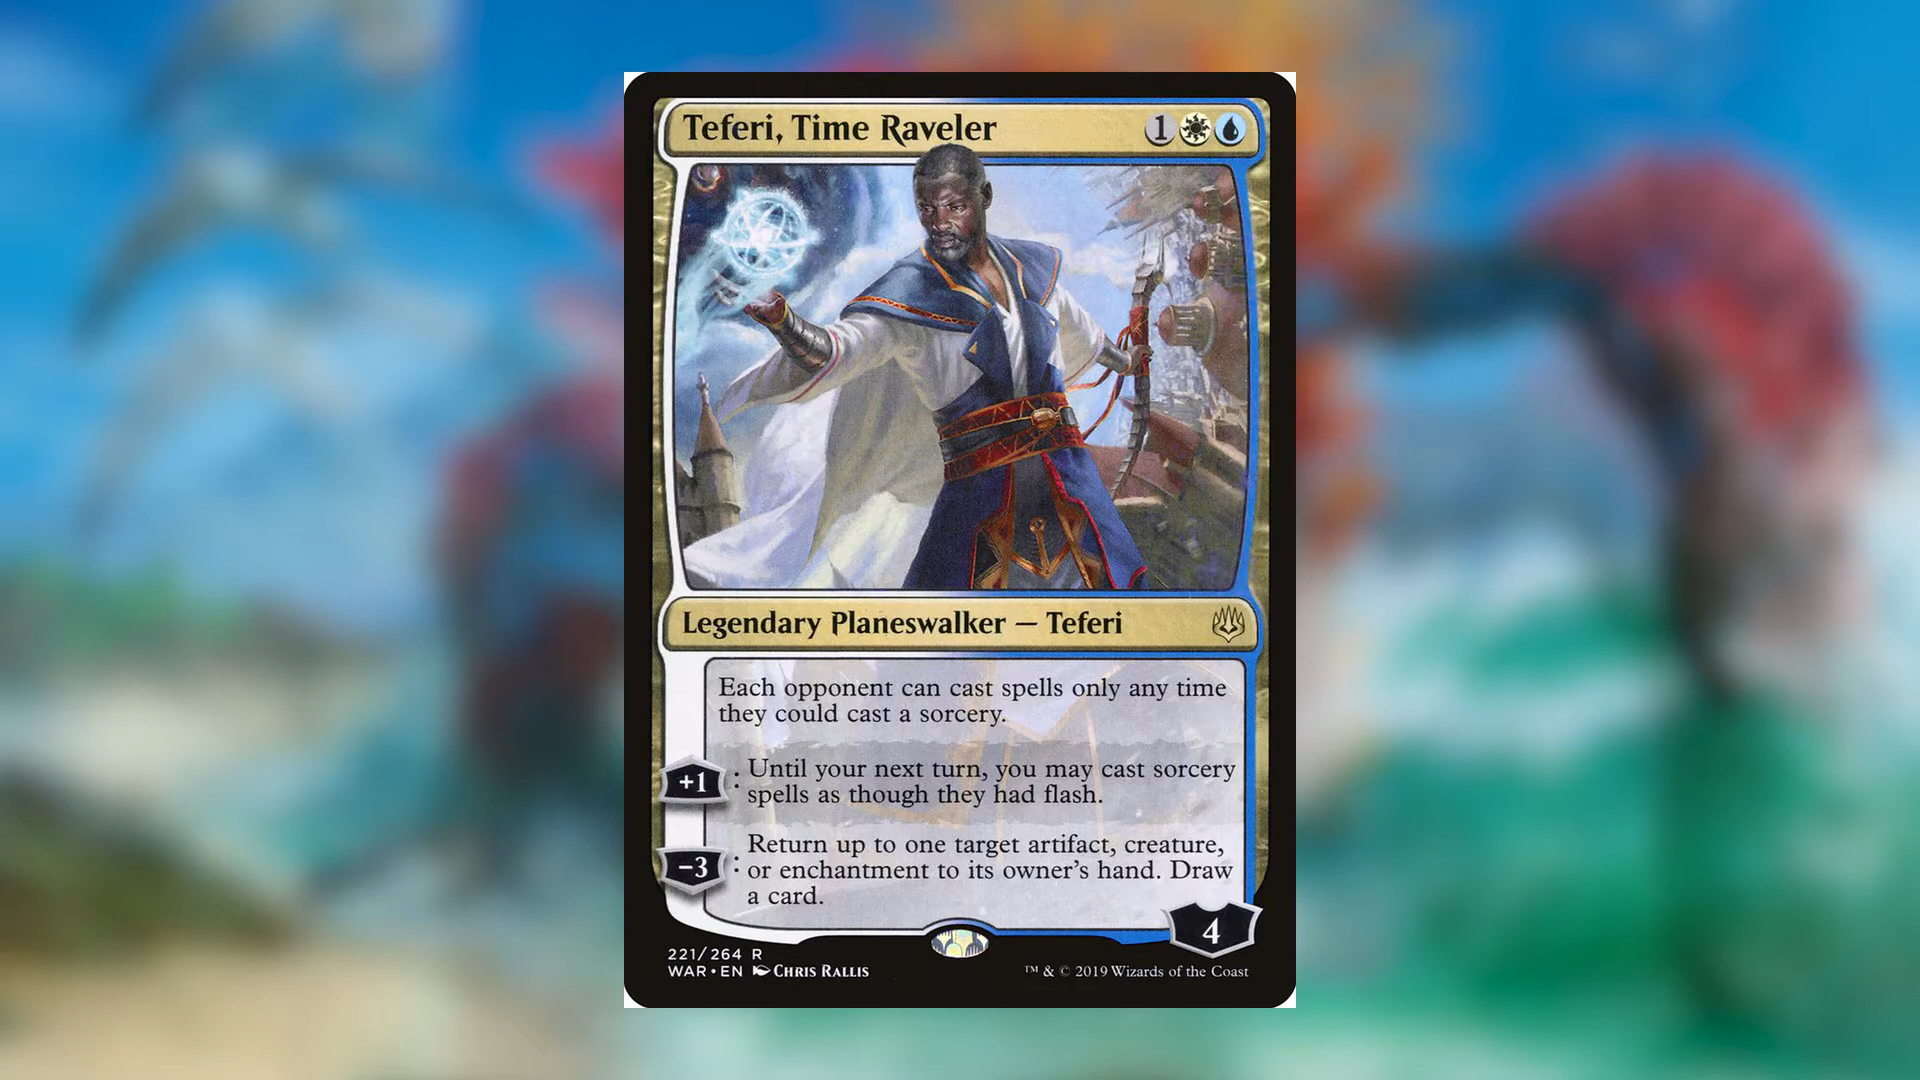 Teferi, Time Raveler
1
Legendary Planeswalker — Teferi
Each opponent can cast spells only any time
they could cast a sorcery.
+1: Until your next turn, you may cast sorcery
spells as though they had flash.
−3: Return up to one target artifact, creature,
or enchantment to its owner's hand. Draw
a card.
4
221/264 R
WAR • EN Chris Rallis
™ & © 2019 Wizards of the Coast